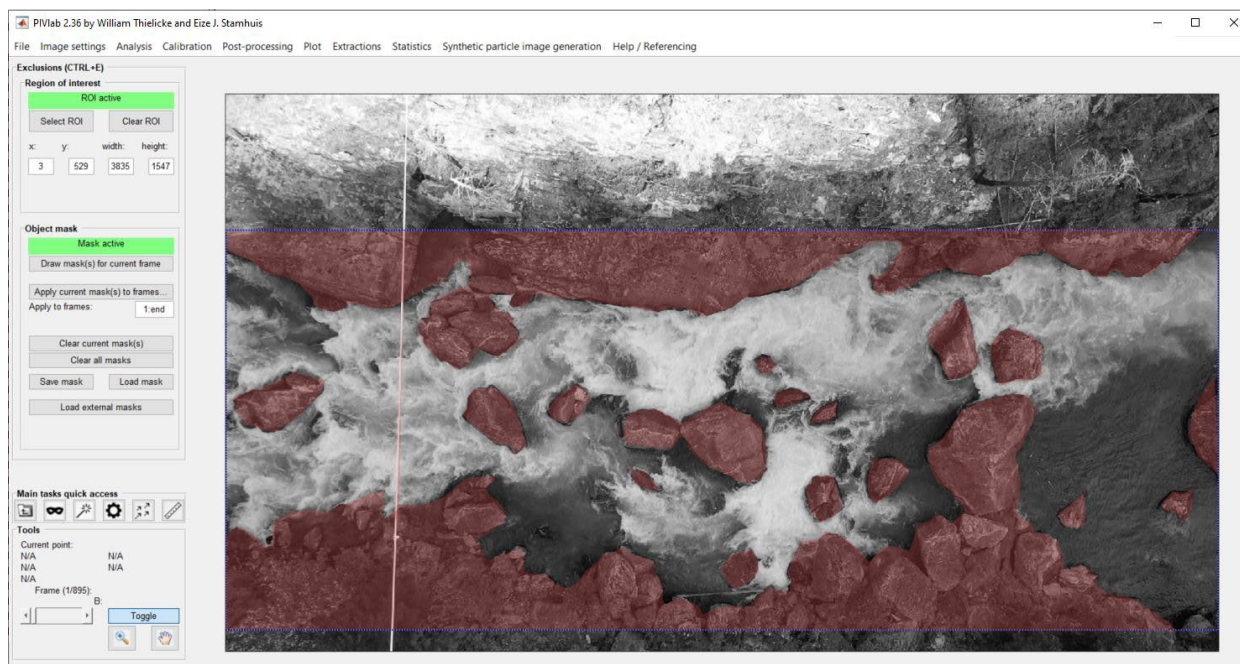 PIVlab 2.36 by William Thielicke and Eize J. Stamhuis
File Image settings Analysis Calibration Post-processing Plot Extractions Statistics Synthetic particle image generation Help / Referencing
Exclusions (CTRL+E)
Region of interest
ROI active
Select ROI Clear ROI
x: y: width: height:
3 529 3835 1547
Object mask
Mask active
Draw mask(s) for current frame
Apply current mask(s) to frames...
Apply to frames: 1:end
Clear current mask(s)
Clear all masks
Save mask Load mask
Load external masks
Main tasks quick access
Tools
Current point:
N/A N/A
N/A N/A
N/A
Frame (1/895):
B:
Toggle